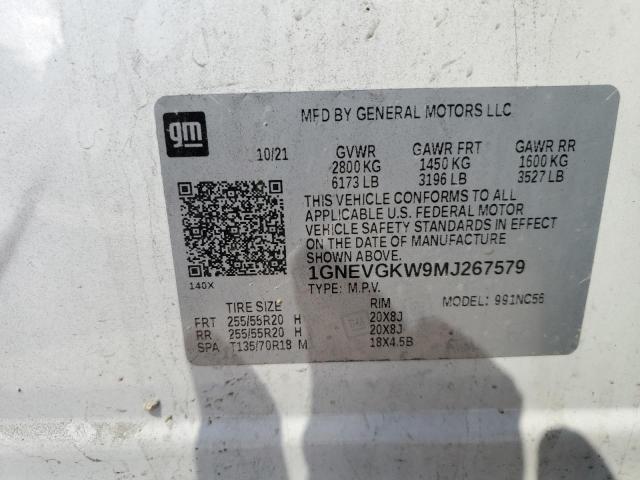 gm
MFD BY GENERAL MOTORS LLC
10/21 GVWR GAWR FRT GAWR RR
2800 KG 1450 KG 1600 KG
6173 LB 3196 LB 3527 LB
THIS VEHICLE CONFORMS TO ALL
APPLICABLE U.S. FEDERAL MOTOR
VEHICLE SAFETY STANDARDS IN EFFECT
ON THE DATE OF MANUFACTURE
SHOWN ABOVE.
140X
1GNEVGKW9MJ267579
TYPE: M.P.V.
MODEL: 991NC56
TIRE SIZE RIM
FRT 255/55R20 H 20X8J
RR 255/55R20 H 20X8J
SPA T135/70R18 M 18X4.5B